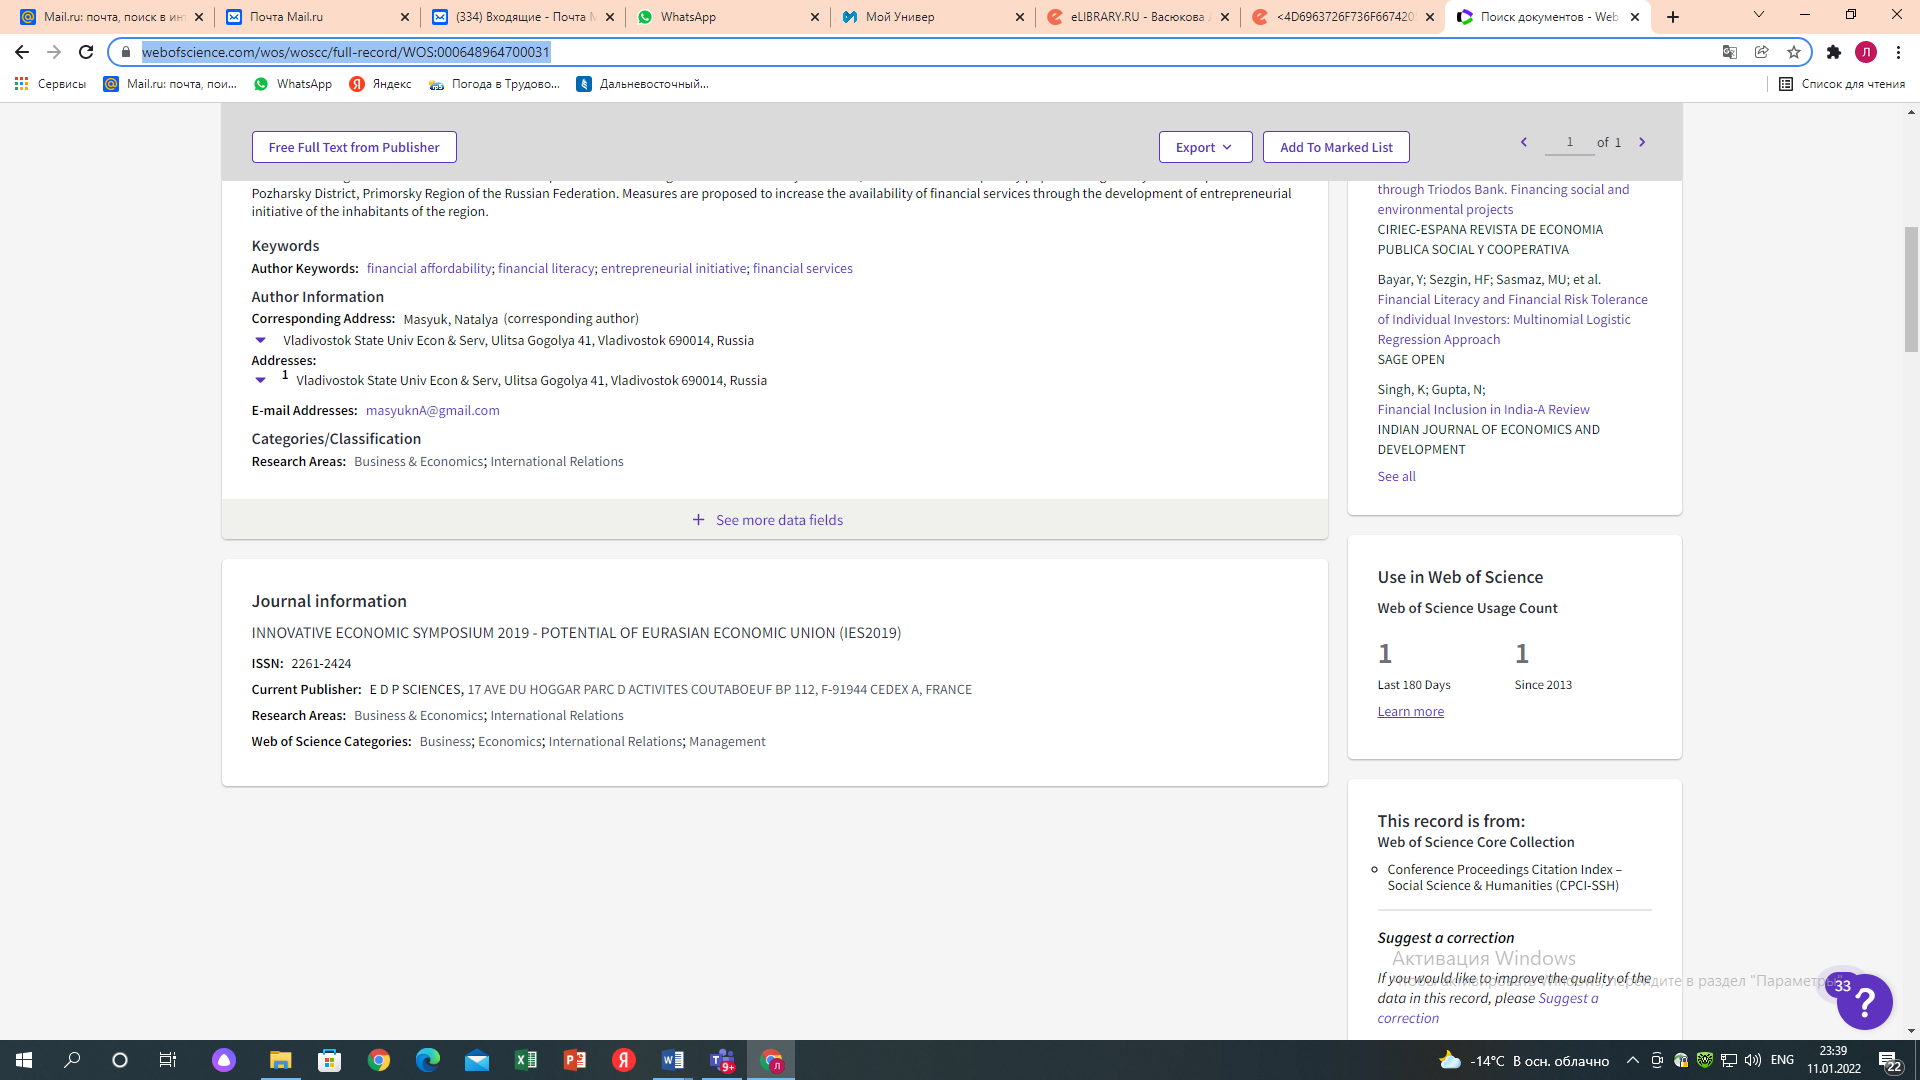 Mail.ru: почта, поиск в инт
Почта Mail.ru
(334) Входящие - Почта М
WhatsApp
Мой Универ
eLIBRARY.RU - Васюкова Л
<4D6963726F736F667420
Поиск документов - Web
webofscience.com/wos/woscc/full-record/WOS:000648964700031
Л
Сервисы
Mail.ru: почта, пои...
WhatsApp
Яндекс
Погода в Трудово...
Дальневосточный...
Список для чтения
Free Full Text from Publisher
Export
Add To Marked List
1 of 1
Pozharsky District, Primorsky Region of the Russian Federation. Measures are proposed to increase the availability of financial services through the development of entrepreneurial
initiative of the inhabitants of the region.
Keywords
Author Keywords: financial affordability; financial literacy; entrepreneurial initiative; financial services
Author Information
Corresponding Address: Masyuk, Natalya (corresponding author)
Vladivostok State Univ Econ & Serv, Ulitsa Gogolya 41, Vladivostok 690014, Russia
Addresses:
1 Vladivostok State Univ Econ & Serv, Ulitsa Gogolya 41, Vladivostok 690014, Russia
E-mail Addresses: masyuknA@gmail.com
Categories/Classification
Research Areas: Business & Economics; International Relations
+ See more data fields
Journal information
INNOVATIVE ECONOMIC SYMPOSIUM 2019 - POTENTIAL OF EURASIAN ECONOMIC UNION (IES2019)
ISSN: 2261-2424
Current Publisher: E D P SCIENCES, 17 AVE DU HOGGAR PARC D ACTIVITES COUTABOEUF BP 112, F-91944 CEDEX A, FRANCE
Research Areas: Business & Economics; International Relations
Web of Science Categories: Business; Economics; International Relations; Management
through Triodos Bank. Financing social and
environmental projects
CIRIEC-ESPANA REVISTA DE ECONOMIA
PUBLICA SOCIAL Y COOPERATIVA
Bayar, Y; Sezgin, HF; Sasmaz, MU; et al.
Financial Literacy and Financial Risk Tolerance
of Individual Investors: Multinomial Logistic
Regression Approach
SAGE OPEN
Singh, K; Gupta, N;
Financial Inclusion in India-A Review
INDIAN JOURNAL OF ECONOMICS AND
DEVELOPMENT
See all
Use in Web of Science
Web of Science Usage Count
1 1
Last 180 Days Since 2013
Learn more
This record is from:
Web of Science Core Collection
Conference Proceedings Citation Index –
Social Science & Humanities (CPCI-SSH)
Suggest a correction
If you would like to improve the quality of the
data in this record, please Suggest a
correction
Активация Windows
Чтобы активировать Windows, перейдите в раздел "Параметры
33
?
9+
-14°C В осн. облачно
ENG
23:39
11.01.2022
22